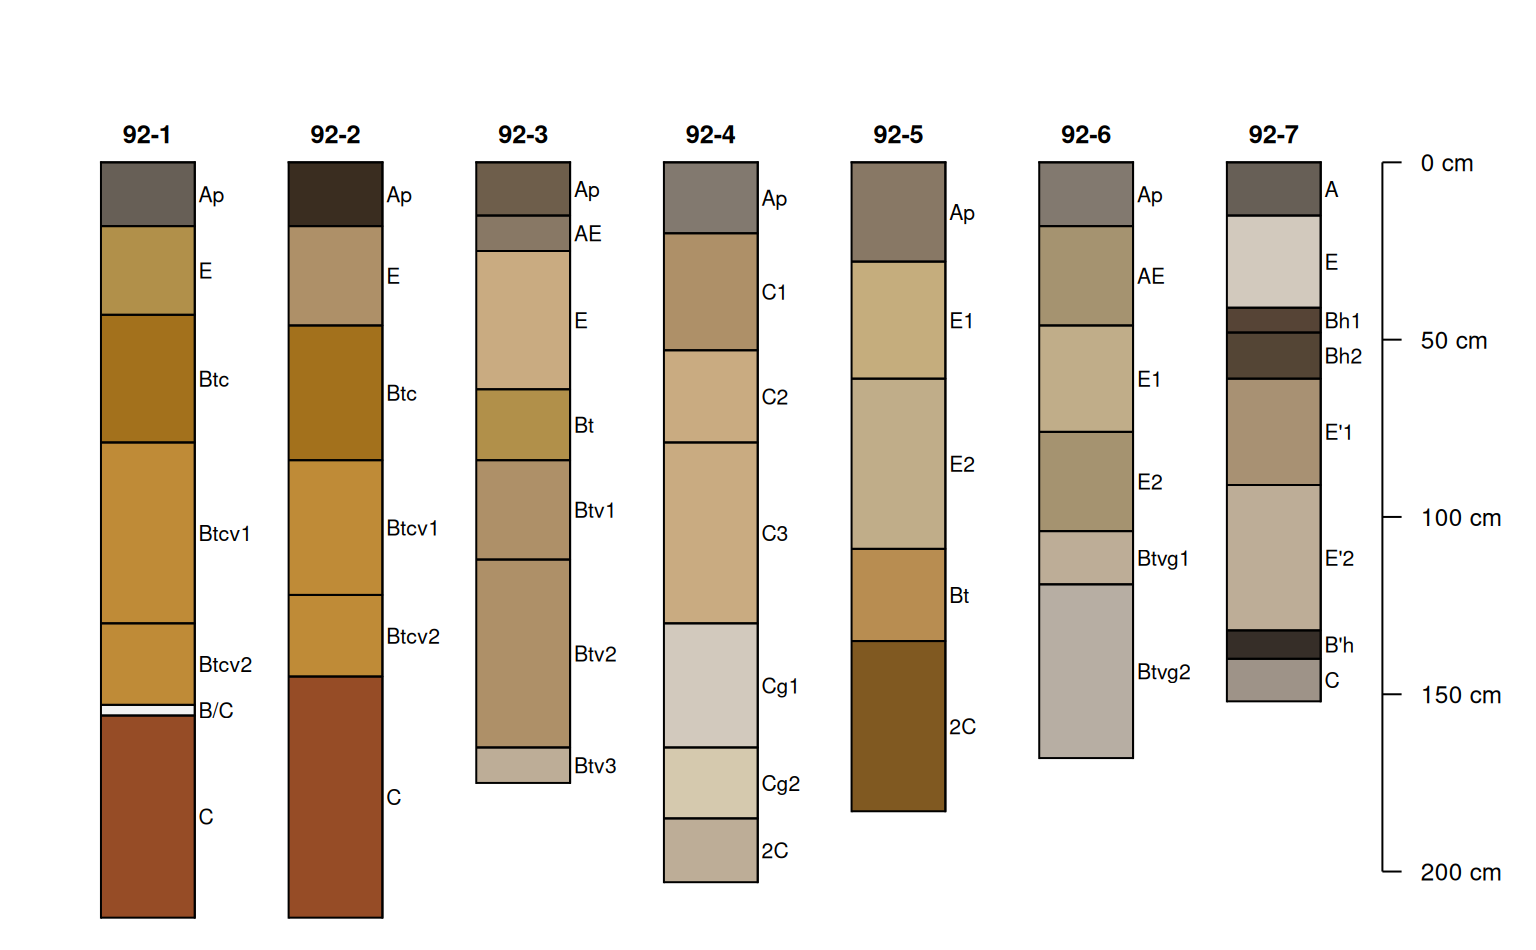 92-1
92-2
92-3
92-4
92-5
92-6
92-7
Ap
E
Btc
Btcv1
Btcv2
B/C
C
Ap
E
Btc
Btcv1
Btcv2
C
Ap
AE
E
Bt
Btv1
Btv2
Btv3
Ap
C1
C2
C3
Cg1
Cg2
2C
Ap
E1
E2
Bt
2C
Ap
AE
E1
E2
Btvg1
Btvg2
A
E
Bh1
Bh2
E'1
E'2
B'h
C
0 cm
50 cm
100 cm
150 cm
200 cm